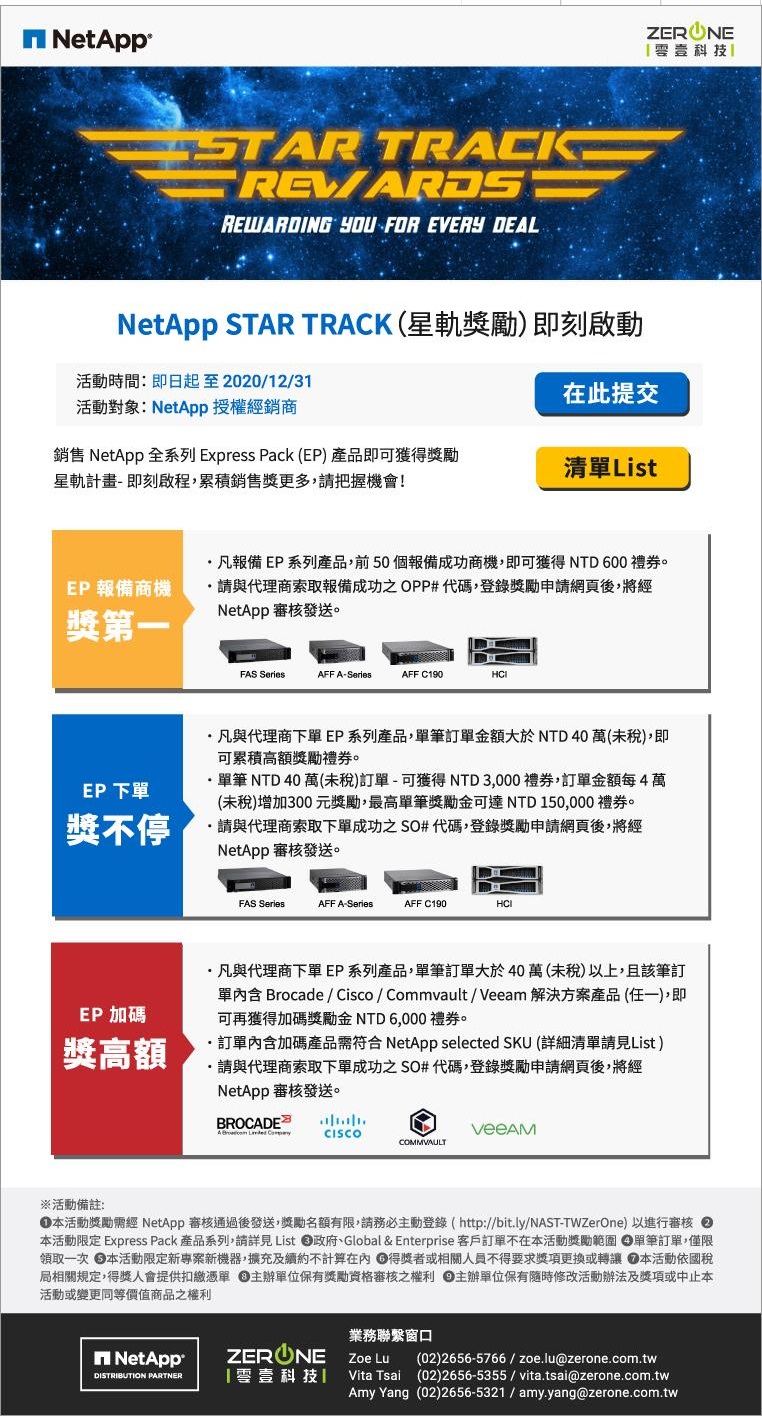 NetApp
ZERONE
零壹科技
STAR TRACK
REWARDS
REWARDING YOU FOR EVERY DEAL
NetApp STAR TRACK(星軌獎勵)即刻啟動
活動時間: 即日起 至 2020/12/31
活動對象: NetApp 授權經銷商
在此提交
銷售 NetApp 全系列 Express Pack (EP) 產品即可獲得獎勵
星軌計畫- 即刻啟程,累積銷售獎更多,請把握機會!
清單List
EP 報備商機
獎第一
・凡報備 EP 系列產品,前 50 個報備成功商機,即可獲得 NTD 600 禮券。
・請與代理商索取報備成功之 OPP# 代碼,登錄獎勵申請網頁後,將經
NetApp 審核發送。
FAS Series AFF A-Series AFF C190 HCI
EP 下單
獎不停
・凡與代理商下單 EP 系列產品,單筆訂單金額大於 NTD 40 萬(未稅),即
可累積高額獎勵禮券。
・單筆 NTD 40 萬(未稅)訂單 - 可獲得 NTD 3,000 禮券,訂單金額每 4 萬
(未稅)增加300 元獎勵,最高單筆獎勵金可達 NTD 150,000 禮券。
・請與代理商索取下單成功之 SO# 代碼,登錄獎勵申請網頁後,將經
NetApp 審核發送。
FAS Series AFF A-Series AFF C190 HCI
EP 加碼
獎高額
・凡與代理商下單 EP 系列產品,單筆訂單大於 40 萬(未稅)以上,且該筆訂
單內含 Brocade / Cisco / Commvault / Veeam 解決方案產品 (任一),即
可再獲得加碼獎勵金 NTD 6,000 禮券。
・訂單內含加碼產品需符合 NetApp selected SKU (詳細清單請見List )
・請與代理商索取下單成功之 SO# 代碼,登錄獎勵申請網頁後,將經
NetApp 審核發送。
BROCADE
A Broadcom Limited Company
CISCO
COMMVAULT
veeAM
※活動備註:
❶本活動獎勵需經 NetApp 審核通過後發送,獎勵名額有限,請務必主動登錄 ( http://bit.ly/NAST-TWZerOne) 以進行審核 ❷
本活動限定 Express Pack 產品系列,請詳見 List ❸政府、Global & Enterprise 客戶訂單不在本活動獎勵範圍 ❹單筆訂單,僅限
領取一次 ❺本活動限定新專案新機器,擴充及續約不計算在內 ❻得獎者或相關人員不得要求獎項更換或轉讓 ❼本活動依國稅
局相關規定,得獎人會提供扣繳憑單 ❽主辦單位保有獎勵資格審核之權利 ❾主辦單位保有隨時修改活動辦法及獎項或中止本
活動或變更同等價值商品之權利
NetApp
DISTRIBUTION PARTNER
ZERONE
零壹科技
業務聯繫窗口
Zoe Lu (02)2656-5766 / zoe.lu@zerone.com.tw
Vita Tsai (02)2656-5355 / vita.tsai@zerone.com.tw
Amy Yang (02)2656-5321 / amy.yang@zerone.com.tw